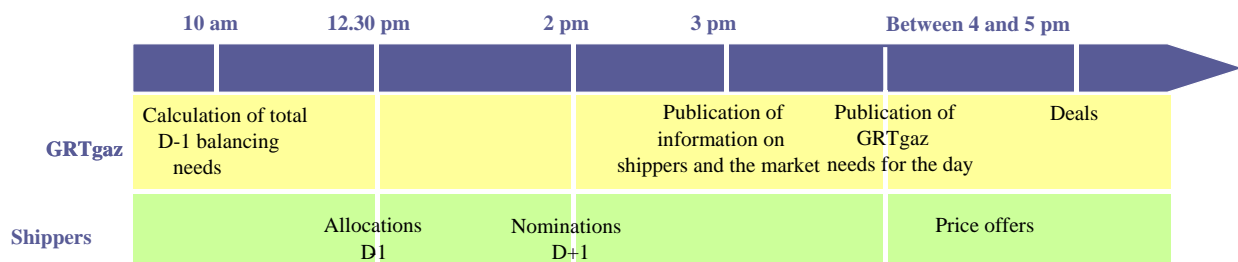 10 am 12.30 pm 2 pm 3 pm Between 4 and 5 pm
GRTgaz
Calculation of total
D-1 balancing
needs
Publication of
information on
shippers and the market
Publication of
GRTgaz
needs for the day
Deals
Shippers
Allocations
D-1
Nominations
D+1
Price offers